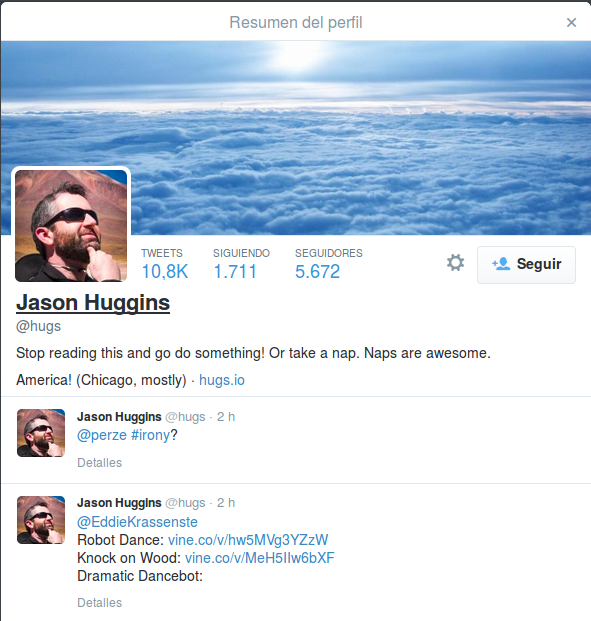 Resumen del perfil ×
TWEETS SIGUIENDO SEGUIDORES
10,8K 1.711 5.672 Seguir
Jason Huggins
@hugs
Stop reading this and go do something! Or take a nap. Naps are awesome.
America! (Chicago, mostly) · hugs.io
Jason Huggins @hugs · 2 h
@perze #irony?
Detalles
Jason Huggins @hugs · 2 h
@EddieKrassenste
Robot Dance: vine.co/v/hw5MVg3YZzW
Knock on Wood: vine.co/v/MeH5IIw6bXF
Dramatic Dancebot:
Detalles